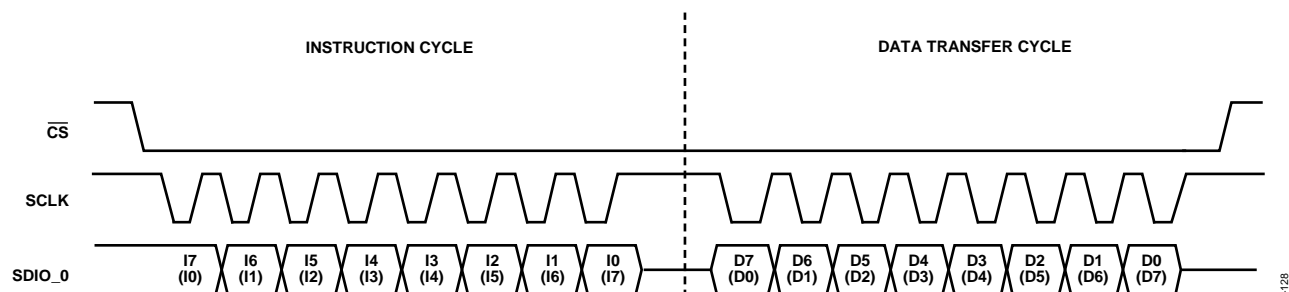 INSTRUCTION CYCLE DATA TRANSFER CYCLE
CS
SCLK
I7 I6 I5 I4 I3 I2 I1 I0 D7 D6 D5 D4 D3 D2 D1 D0
SDIO_0 (I0) (I1) (I2) (I3) (I4) (I5) (I6) (I7) (D0) (D1) (D2) (D3) (D4) (D5) (D6) (D7)